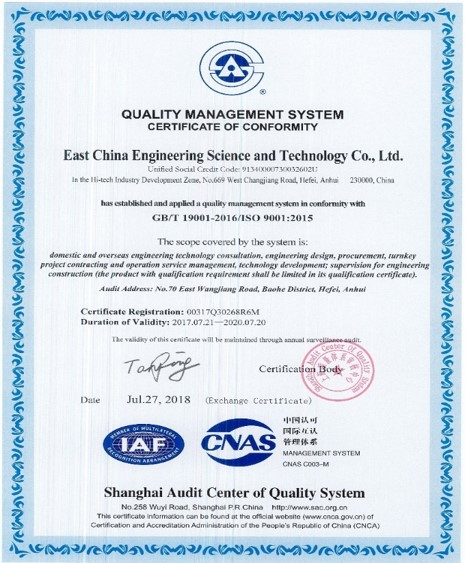 ®
QUALITY MANAGEMENT SYSTEM
CERTIFICATE OF CONFORMITY
East China Engineering Science and Technology Co., Ltd.
Unified Social Credit Code: 91340000730032602U
In the Hi-tech Industry Development Zone, No.669 West Changjiang Road, Hefei, Anhui 230000, China
has established and applied a quality management system in conformity with
GB/T 19001-2016/ISO 9001:2015
The scope covered by the system is:
domestic and overseas engineering technology consultation, engineering design, procurement, turnkey
project contracting and operation service management, technology development; supervision for engineering
construction (the product with qualification requirement shall be limited in its qualification certificate).
Audit Address: No.70 East Wangjiang Road, Baohe District, Hefei, Anhui
Certificate Registration: 00317Q30268R6M
Duration of Validity: 2017.07.21—2020.07.20
The validity of this certificate will be maintained through annual surveillance audit.
Certification Body
Shanghai Audit Center of Quality System
Date Jul.27, 2018 (Exchange Certificate)
MEMBER OF MULTILATERAL
IAF
RECOGNITION ARRANGEMENT
CNAS
中国认可
国际互认
管理体系
MANAGEMENT SYSTEM
CNAS C003-M
Shanghai Audit Center of Quality System
No.258 Wuyi Road, Shanghai P.R.China http://www.sac.org.cn
This certificate information can be found at the official website (www.cnca.gov.cn) of
Certification and Accreditation Administration of the People's Republic of China (CNCA)